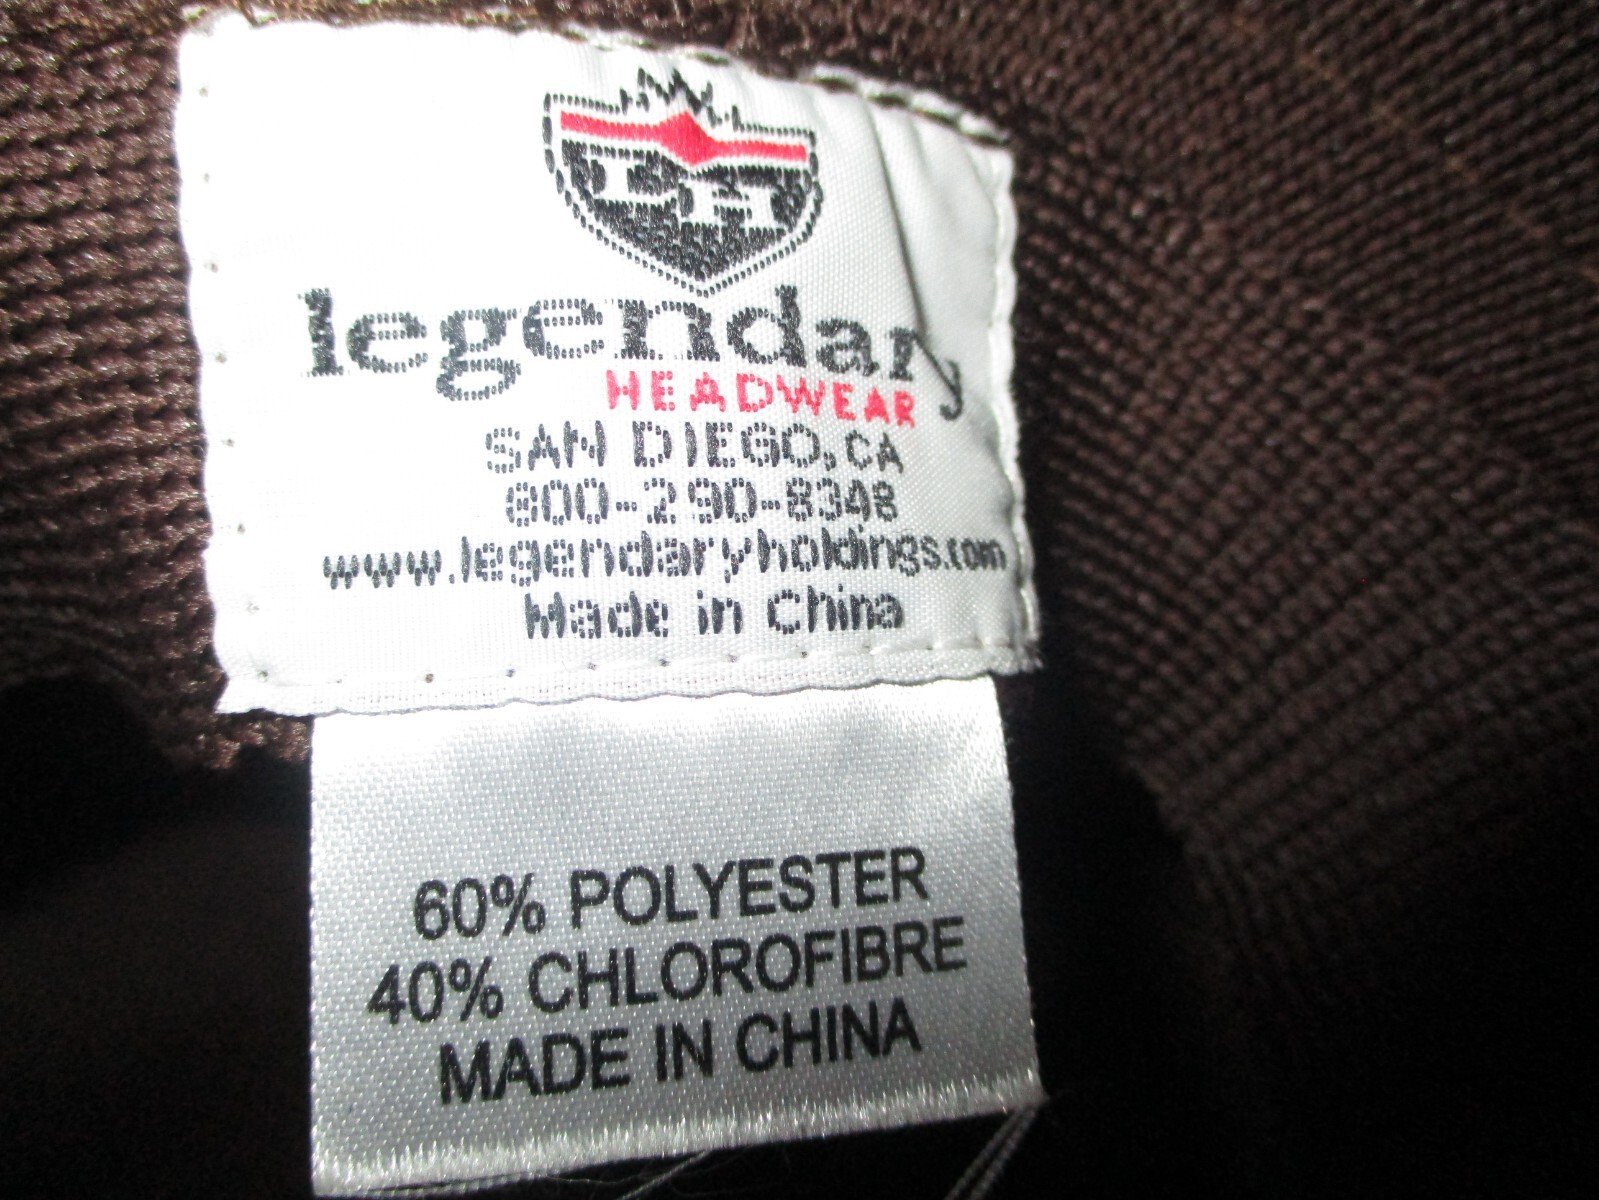 LH
legendary
HEADWEAR
SAN DIEGO, CA
800-290-8348
www.legendaryholdings.com
Made in China
60% POLYESTER
40% CHLOROFIBRE
MADE IN CHINA